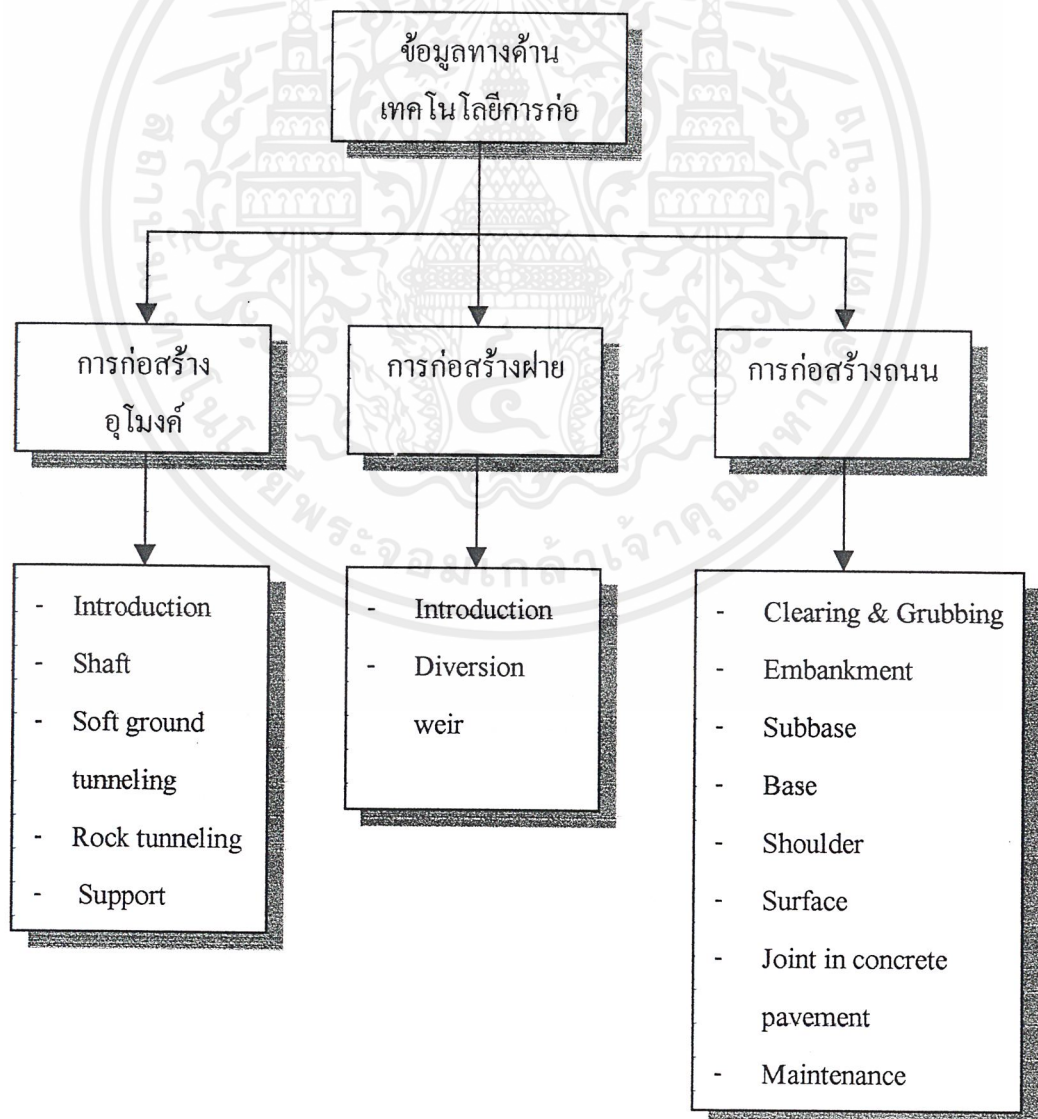 ข้อมูลทางด้าน
เทคโนโลยีการก่อ
การก่อสร้าง
อุโมงค์
การก่อสร้างฝาย
การก่อสร้างถนน
- Introduction
- Shaft
- Soft ground
tunneling
- Rock tunneling
- Support
- Introduction
- Diversion
weir
- Clearing & Grubbing
- Embankment
- Subbase
- Base
- Shoulder
- Surface
- Joint in concrete
pavement
- Maintenance